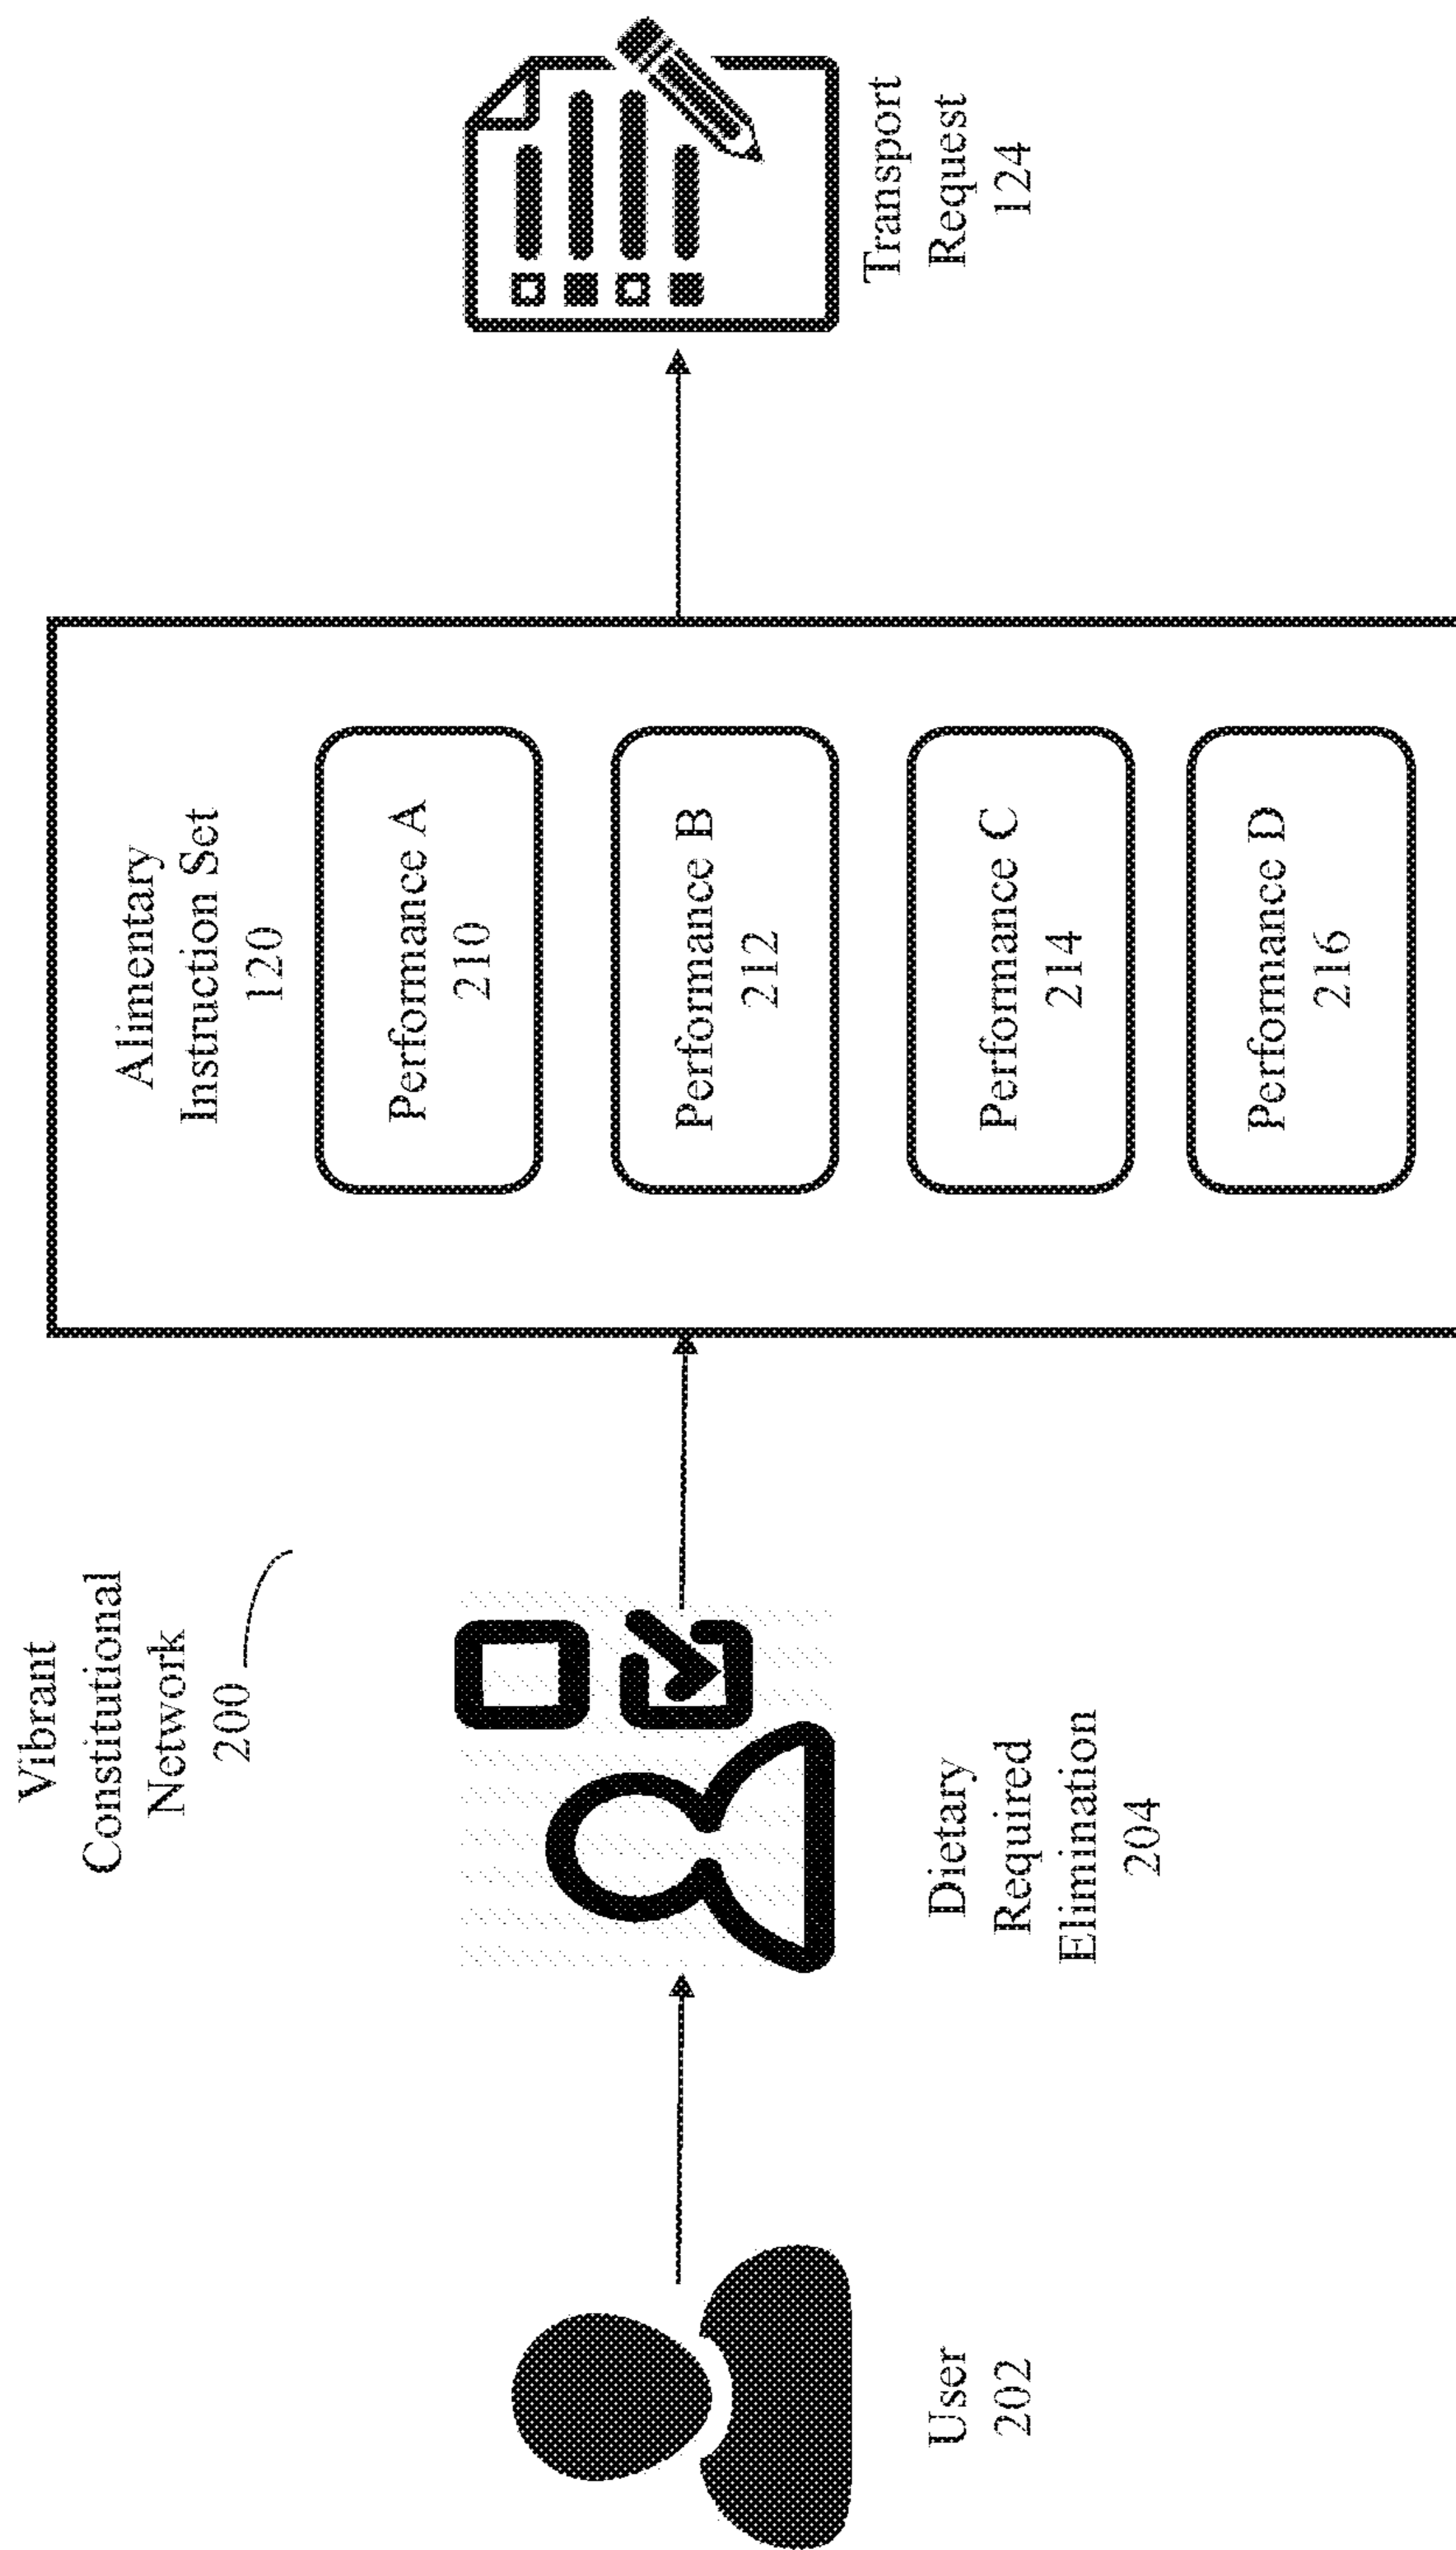 Vibrant
Constitutional
Network
200
User
202
Dietary
Required
Elimination
204
Alimentary
Instruction Set
120
Performance A
210
Performance B
212
Performance C
214
Performance D
216
Transport
Request
124